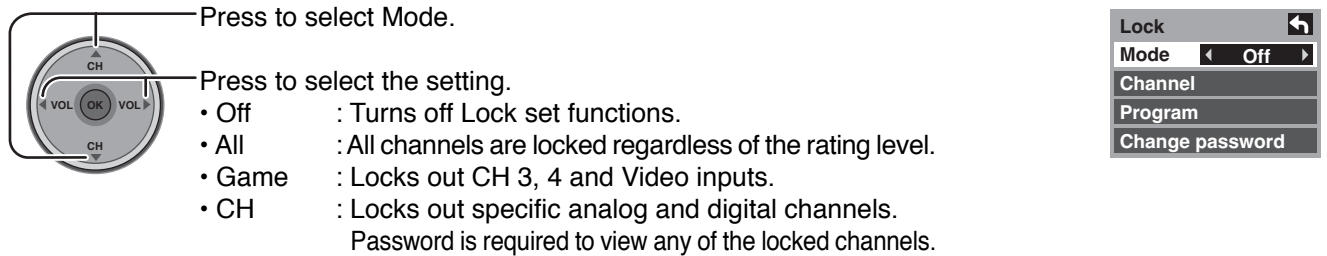 Press to select Mode.
CH
VOL OK VOL
CH
Press to select the setting.
• Off : Turns off Lock set functions.
• All : All channels are locked regardless of the rating level.
• Game : Locks out CH 3, 4 and Video inputs.
• CH : Locks out specific analog and digital channels.
Password is required to view any of the locked channels.
Lock
Mode Off
Channel
Program
Change password